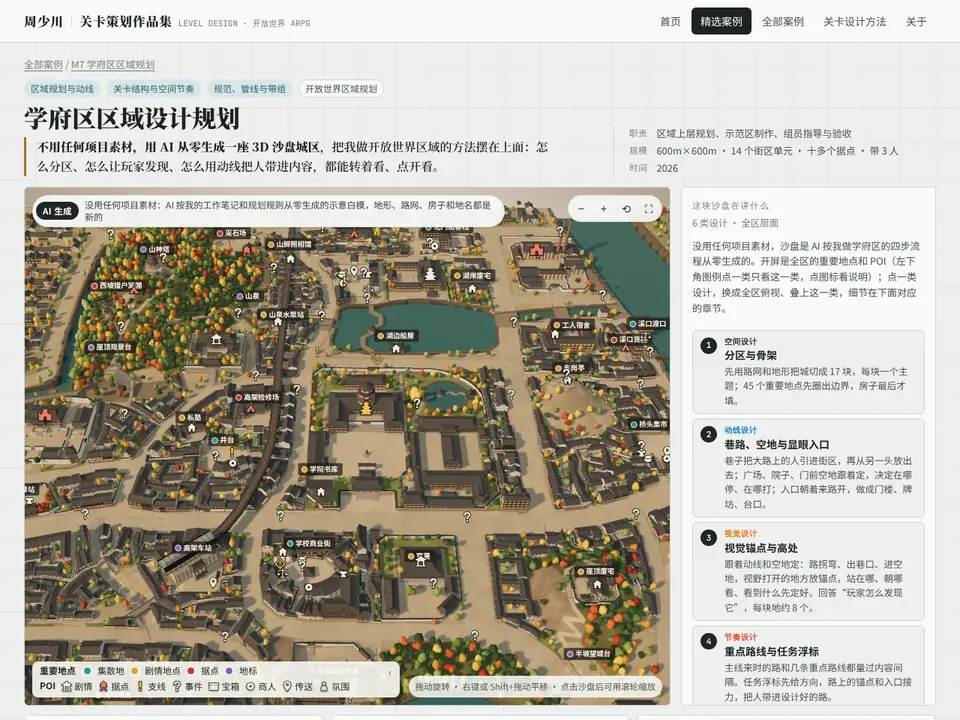 周少川 关卡策划作品集 LEVEL DESIGN · 开放世界 ARPG
首页 精选案例 全部案例 关卡设计方法 关于
全部案例 / M7 学府区区域规划
区域规划与动线 关卡结构与空间节奏 规范、管线与带组 开放世界区域规划
学府区区域设计规划
不用任何项目素材，用 AI 从零生成一座 3D 沙盘城区，把我做开放世界区域的方法摆在上面：怎
么分区、怎么让玩家发现、怎么用动线把人带进内容，都能转着看、点开看。
职责 区域上层规划、示范区制作、组员指导与验收
规模 600m×600m · 14 个街区单元 · 十多个据点 · 带 3 人
时间 2026
AI 生成
没用任何项目素材：AI 按我的工作笔记和规划规则从零生成的示意白模，地形、路网、房子和地名都是
新的
采石场
山神塔
山脚照相馆
湖岸废宅
西坡猎户家
山泉
山泉水泵站
湖边船屋
工人宿舍
溪口渡口
崖顶观景台
高架检修场
私塾
井台
桥头集市
学院书库
高架车站
学校商业街
崖顶废宅
半坡望城台
重要地点 集散地 剧情地点 据点 地标
POI 剧情 据点 支线 事件 宝箱 商人 传送 氛围
拖动旋转 · 右键或 Shift+拖动平移 · 点击沙盘后可用滚轮缩放
这块沙盘在讲什么
6 类设计 · 全区层面
没用任何项目素材，沙盘是 AI 按我做学府区的四步流
程从零生成的。开屏是全区的重要地点和 POI（左下
角图例点一类只看这一类，点图标看说明）；点一类
设计，换成全区俯视、叠上这一类，细节在下面对应
的章节。
1 空间设计
分区与骨架
先用路网和地形把城切成 17 块，每块一个主
题；45 个重要地点先圈出边界，房子最后才
填。
2 动线设计
巷路、空地与显眼入口
巷子把大路上的人引进街区，再从另一头放出
去；广场、院子、门前空地跟着定，决定在哪
停、在哪打；入口朝着来路开，做成门楼、牌
坊、台口。
3 视觉设计
视觉锚点与高处
跟着动线和空地定：路拐弯、出巷口、进空
地，视野打开的地方放锚点，站在哪、朝哪
看、看到什么先定好。回答“玩家怎么发现
它”，每块地约 8 个。
4 节奏设计
重点路线与任务浮标
主线来时的路和几条重点路线都量过内容间
隔。任务浮标先给方向，路上的锚点和入口接
力，把人带进设计好的路。